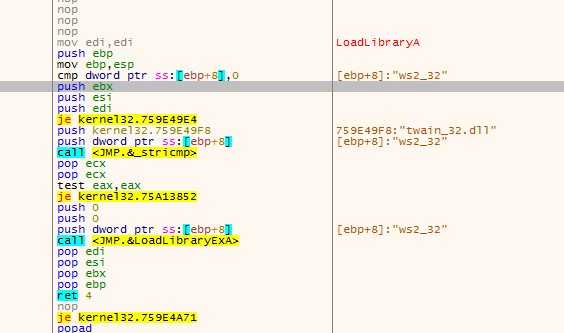 nop
nop
nop
nop
mov edi,edi LoadLibraryA
push ebp
mov ebp,esp
cmp dword ptr ss:[ebp+8],0 [ebp+8]:"ws2_32"
push ebx
push esi
push edi
je kernel32.759E49E4
push kernel32.759E49F8 759E49F8:"twain_32.dll"
push dword ptr ss:[ebp+8] [ebp+8]:"ws2_32"
call <JMP.&_stricmp>
pop ecx
pop ecx
test eax,eax
je kernel32.75A13852
push 0
push 0
push dword ptr ss:[ebp+8] [ebp+8]:"ws2_32"
call <JMP.&LoadLibraryExA>
pop edi
pop esi
pop ebx
pop ebp
ret 4
nop
je kernel32.759E4A71
popad